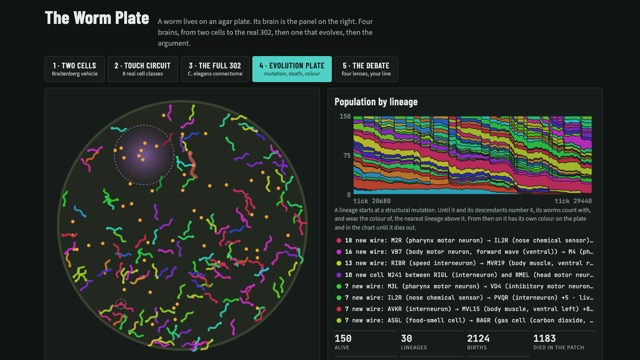 The Worm Plate
A worm lives on an agar plate. Its brain is the panel on the right. Four
brains, from two cells to the real 302, then one that evolves, then the
argument.
1 · TWO CELLS
Braitenberg vehicle
2 · TOUCH CIRCUIT
8 real cell classes
3 · THE FULL 302
C. elegans connectome
4 · EVOLUTION PLATE
mutation, death, colour
5 · THE DEBATE
four lenses, your line
Population by lineage
150
75
0
tick 20680
tick 29440
A lineage starts at a structural mutation. Until it and its descendants number 6, its worms count with,
and wear the colour of, the nearest lineage above it. From then on it has its own colour on the plate
and in the chart until it dies out.
18 new wire: M2R (pharynx motor neuron) → IL2R (nose chemical sensor)…
16 new wire: VB7 (body motor neuron, forward wave (ventral)) → M4 (ph…
13 new wire: RIBR (speed interneuron) → MVR19 (body muscle, ventral r…
10 new cell N241 between RIGL (interneuron) and RMEL (head motor neur…
7 new wire: M3L (pharynx motor neuron) → VD4 (inhibitory motor neuron…
7 new wire: IL2R (nose chemical sensor) → PVQR (interneuron) +5 · liv…
7 new wire: AVKR (interneuron) → MVL15 (body muscle, ventral left) +8…
7 new wire: ASGL (food-smell cell) → BAGR (gas cell (carbon dioxide, …
150
ALIVE
30
LINEAGES
2124
BIRTHS
1183
DIED IN THE PATCH